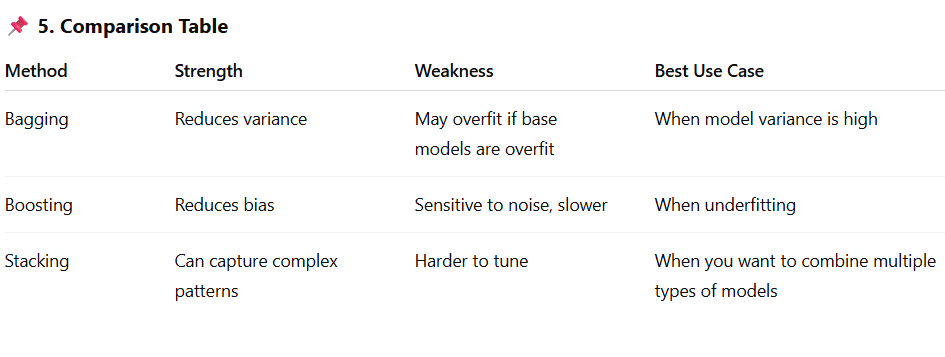 📌 5. Comparison Table
Method Strength Weakness Best Use Case
Bagging Reduces variance May overfit if base models are overfit When model variance is high
Boosting Reduces bias Sensitive to noise, slower When underfitting
Stacking Can capture complex patterns Harder to tune When you want to combine multiple types of models